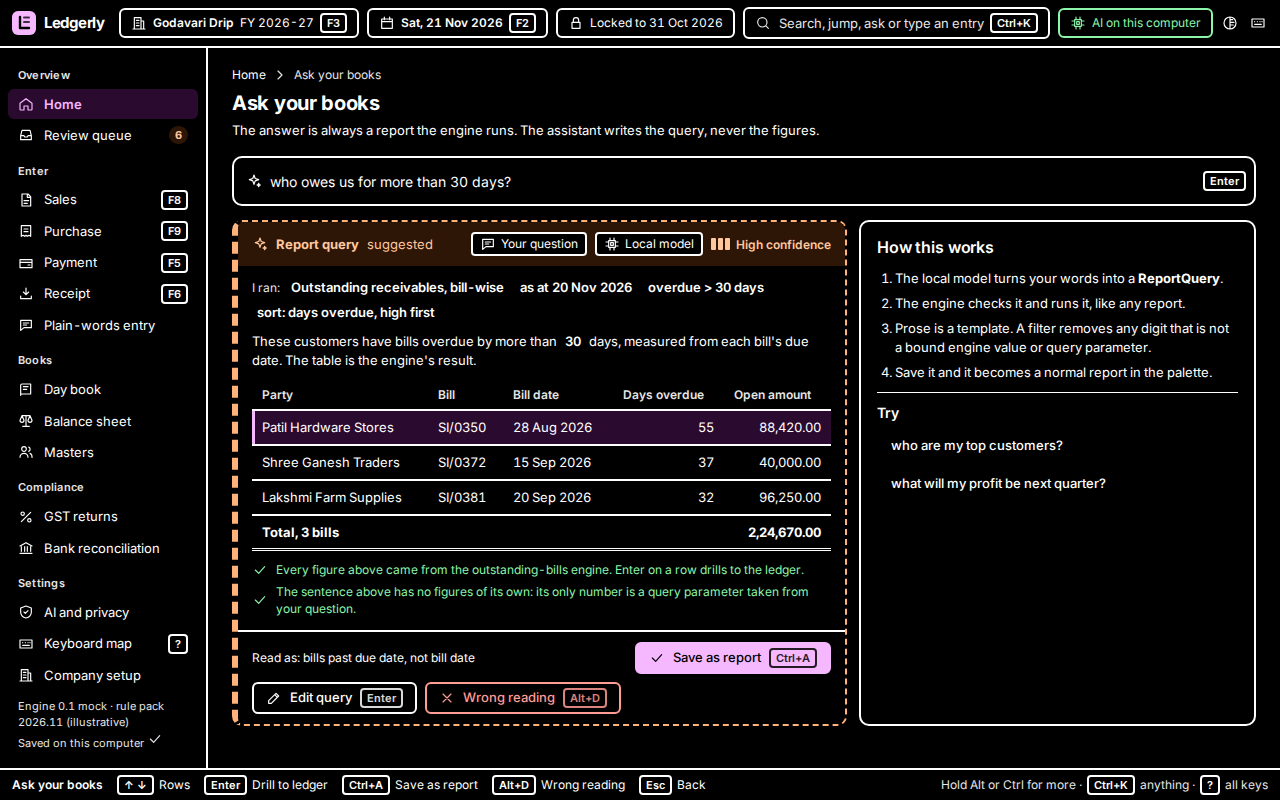 Ledgerly
Godavari Drip FY 2026-27 F3
Sat, 21 Nov 2026 F2
Locked to 31 Oct 2026
Search, jump, ask or type an entry Ctrl+K
AI on this computer
Overview
Home
Review queue 6
Enter
Sales F8
Purchase F9
Payment F5
Receipt F6
Plain-words entry
Books
Day book
Balance sheet
Masters
Compliance
GST returns
Bank reconciliation
Settings
AI and privacy
Keyboard map ?
Company setup
Engine 0.1 mock · rule pack
2026.11 (illustrative)
Saved on this computer
Home > Ask your books
Ask your books
The answer is always a report the engine runs. The assistant writes the query, never the figures.
who owes us for more than 30 days? Enter
Report query suggested Your question Local model High confidence
I ran: Outstanding receivables, bill-wise as at 20 Nov 2026 overdue > 30 days
sort: days overdue, high first
These customers have bills overdue by more than 30 days, measured from each bill's due
date. The table is the engine's result.
Party Bill Bill date Days overdue Open amount
Patil Hardware Stores SI/0350 28 Aug 2026 55 88,420.00
Shree Ganesh Traders SI/0372 15 Sep 2026 37 40,000.00
Lakshmi Farm Supplies SI/0381 20 Sep 2026 32 96,250.00
Total, 3 bills 2,24,670.00
Every figure above came from the outstanding-bills engine. Enter on a row drills to the ledger.
The sentence above has no figures of its own: its only number is a query parameter taken from
your question.
Read as: bills past due date, not bill date
Save as report Ctrl+A
Edit query Enter
Wrong reading Alt+D
How this works
1. The local model turns your words into a ReportQuery.
2. The engine checks it and runs it, like any report.
3. Prose is a template. A filter removes any digit that is not
a bound engine value or query parameter.
4. Save it and it becomes a normal report in the palette.
Try
who are my top customers?
what will my profit be next quarter?
Ask your books ↑↓ Rows Enter Drill to ledger Ctrl+A Save as report Alt+D Wrong reading Esc Back
Hold Alt or Ctrl for more · Ctrl+K anything · ? all keys